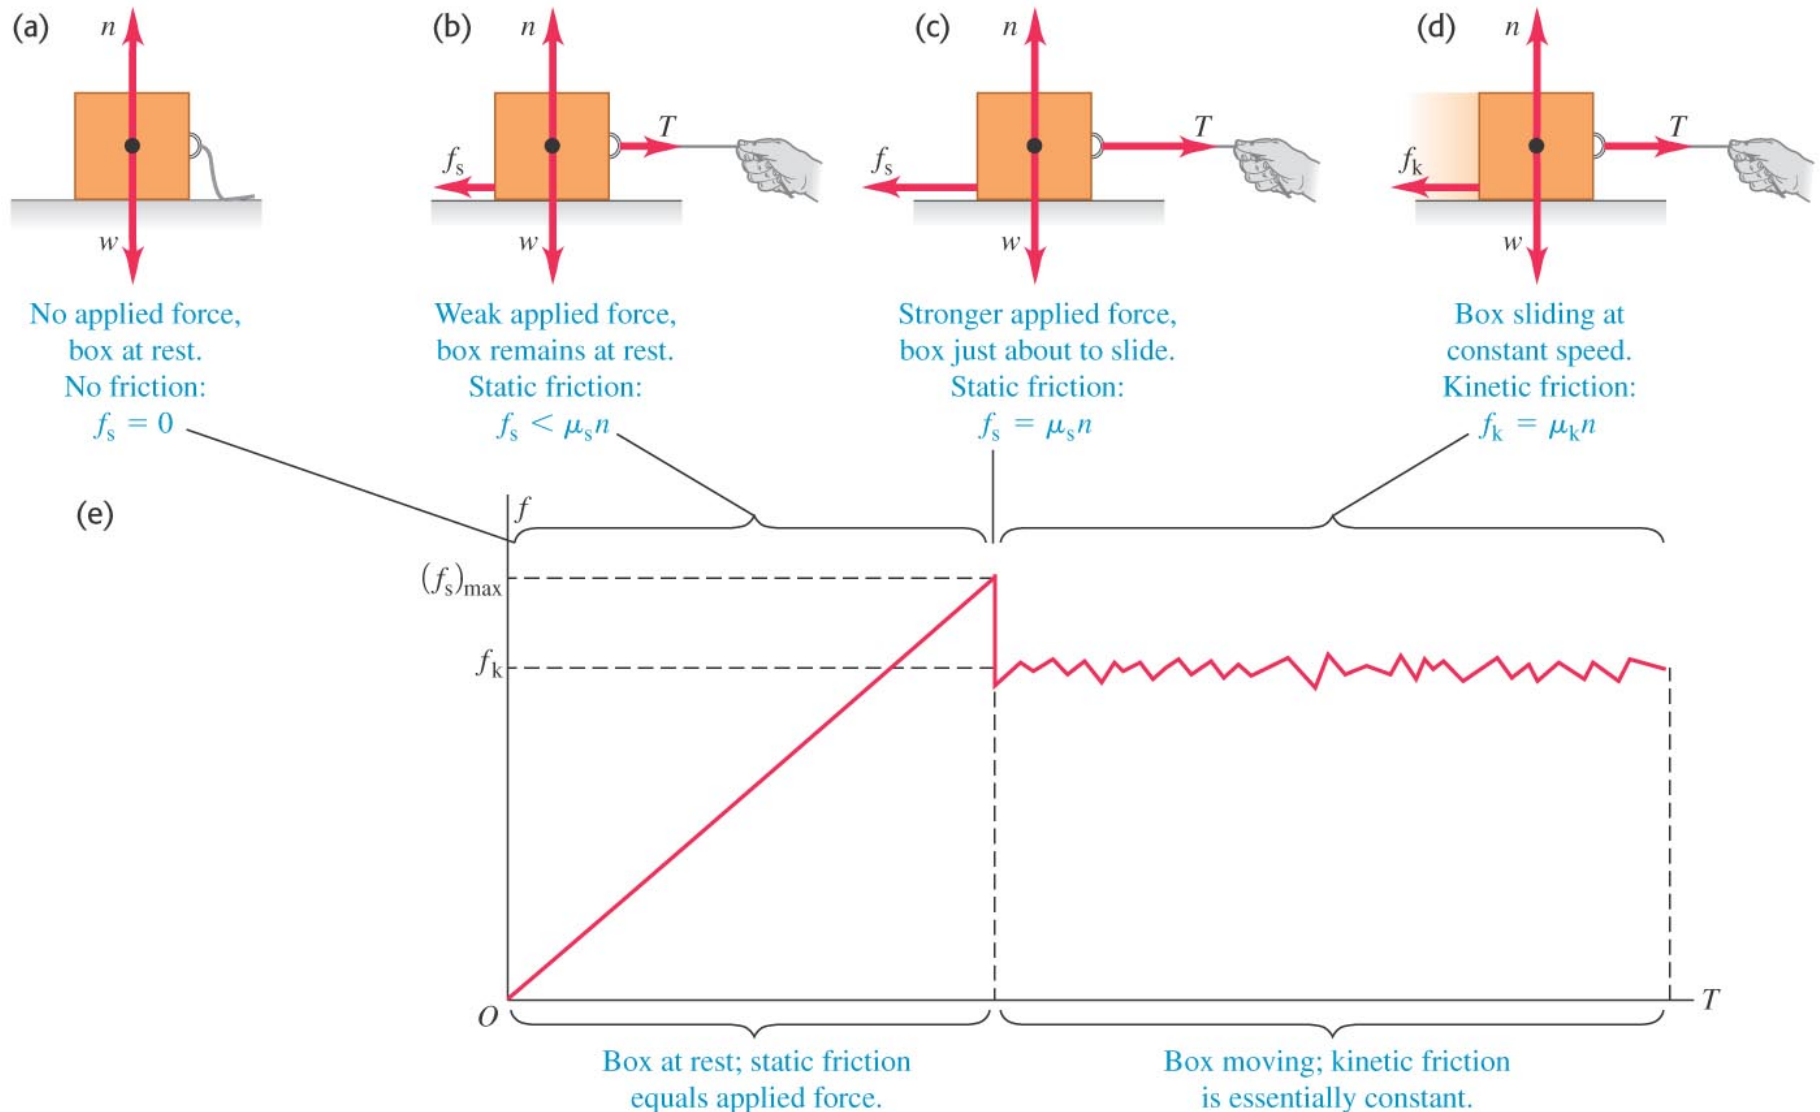 (a)
n
w
No applied force,
box at rest.
No friction:
fₛ = 0
(b)
n
T
fₛ
w
Weak applied force,
box remains at rest.
Static friction:
fₛ < μₛn
(c)
n
T
fₛ
w
Stronger applied force,
box just about to slide.
Static friction:
fₛ = μₛn
(d)
n
T
fₖ
w
Box sliding at
constant speed.
Kinetic friction:
fₖ = μₖn
(e)
f
(fₛ)ₘₐₓ
fₖ
O
T
Box at rest; static friction
equals applied force.
Box moving; kinetic friction
is essentially constant.